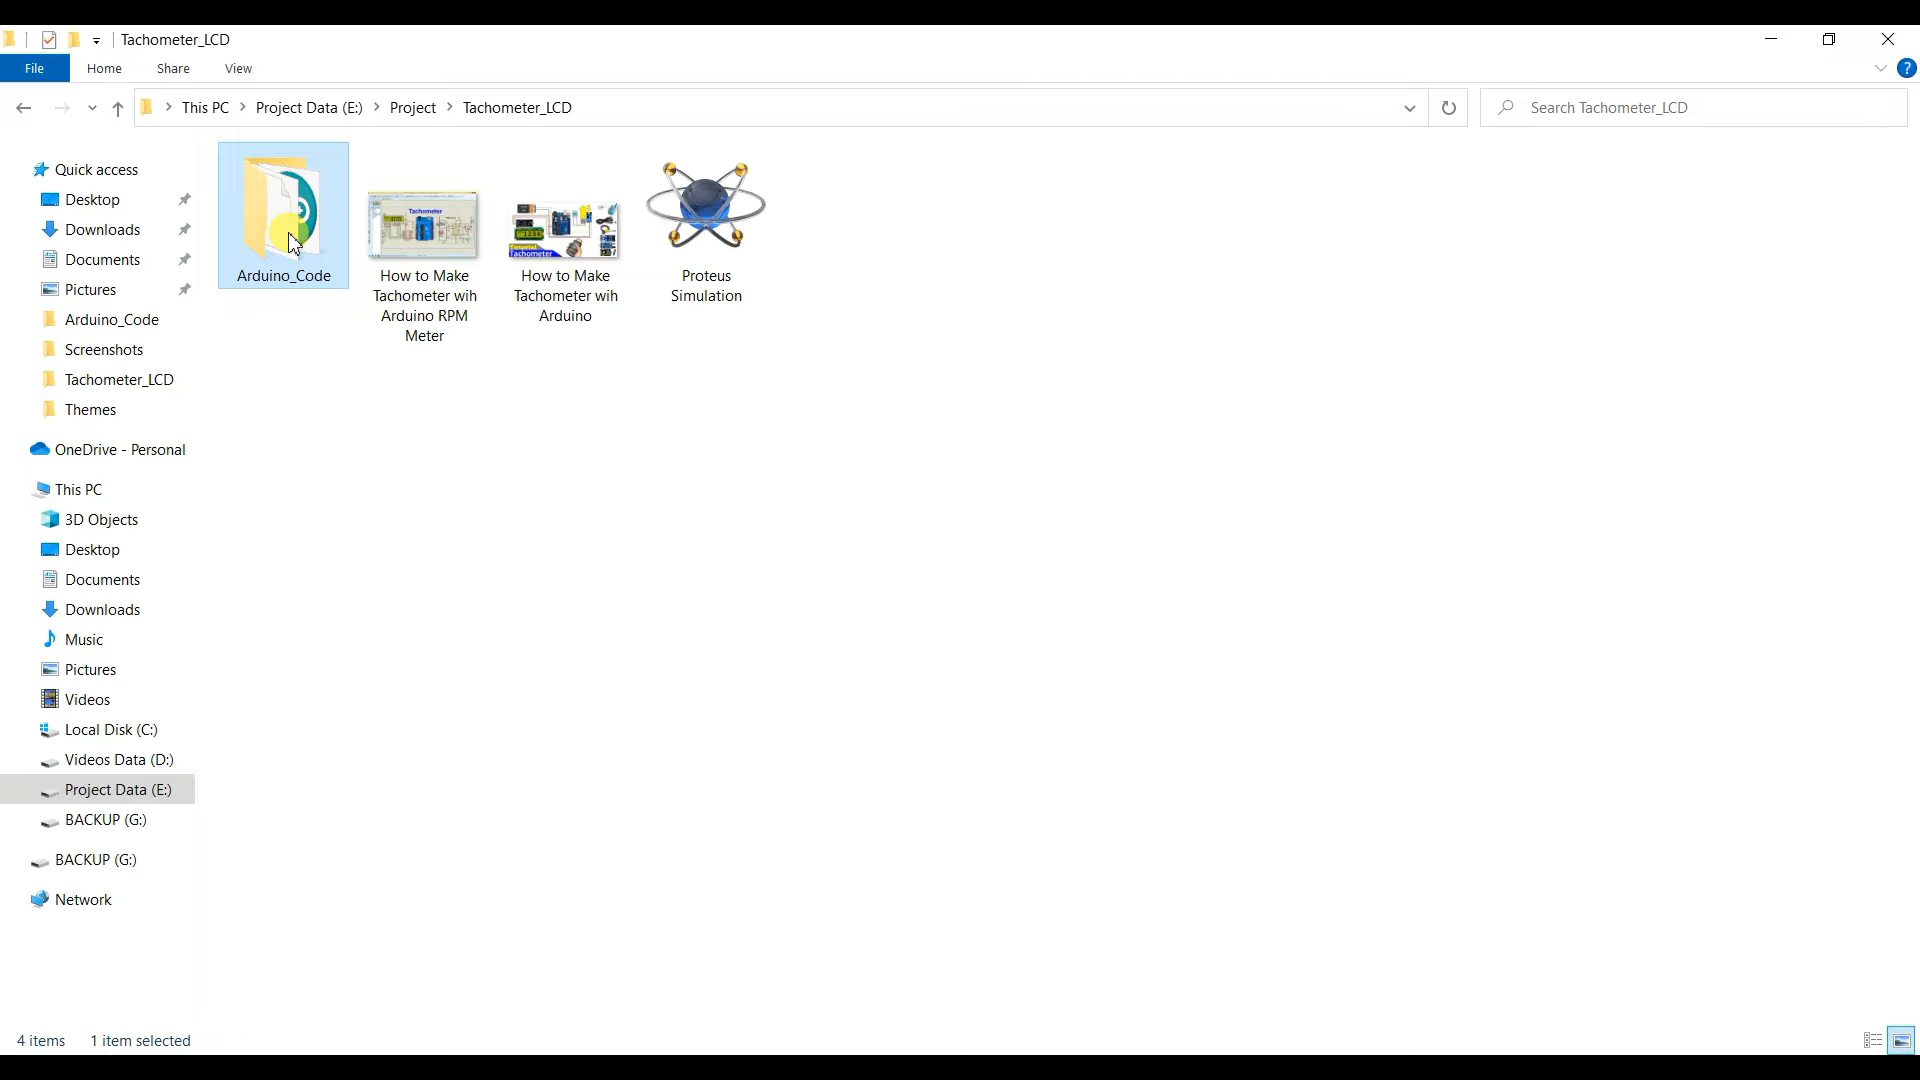 Tachometer_LCD
File
Home
Share
View
This PC
Project Data (E:)
Project
Tachometer_LCD
Search Tachometer_LCD
Quick access
Desktop
Downloads
Documents
Pictures
Arduino_Code
Screenshots
Tachometer_LCD
Themes
OneDrive - Personal
This PC
3D Objects
Desktop
Documents
Downloads
Music
Pictures
Videos
Local Disk (C:)
Videos Data (D:)
Project Data (E:)
BACKUP (G:)
BACKUP (G:)
Network
Arduino_Code
Tachometer
How to Make
Tachometer wih
Arduino RPM
Meter
Tachometer
How to Make
Tachometer wih
Arduino
Proteus
Simulation
4 items
1 item selected